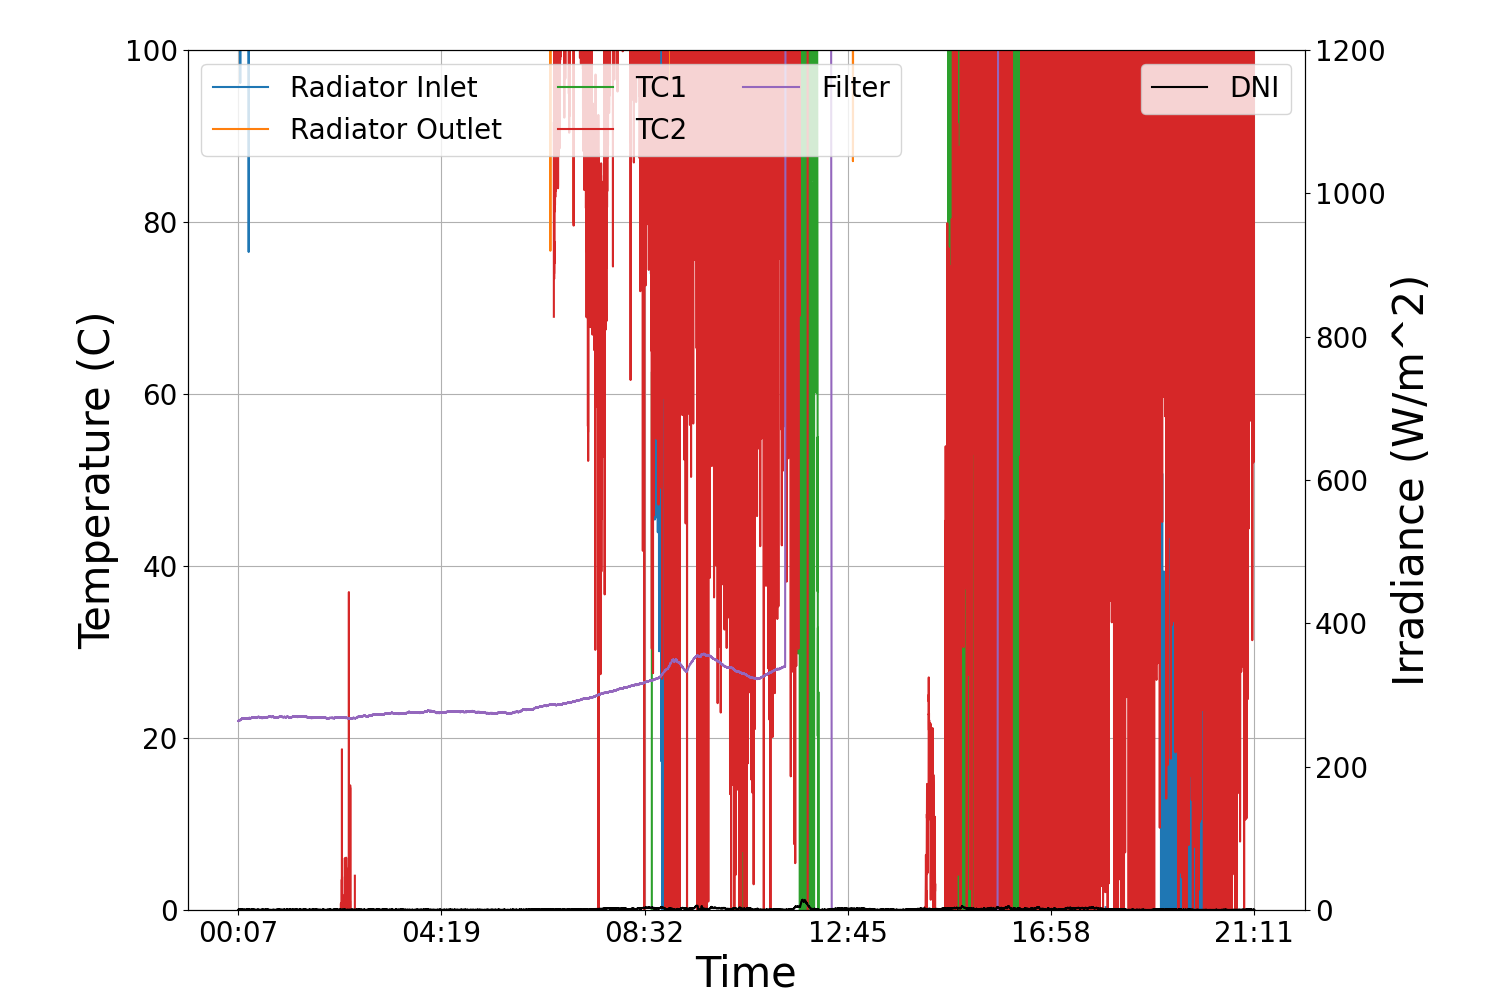 Radiator Inlet
Radiator Outlet
TC1
TC2
Filter
DNI
Temperature (C)
100
80
60
40
20
0
Irradiance (W/m^2)
1200
1000
800
600
400
200
0
00:07 04:19 08:32 12:45 16:58 21:11
Time